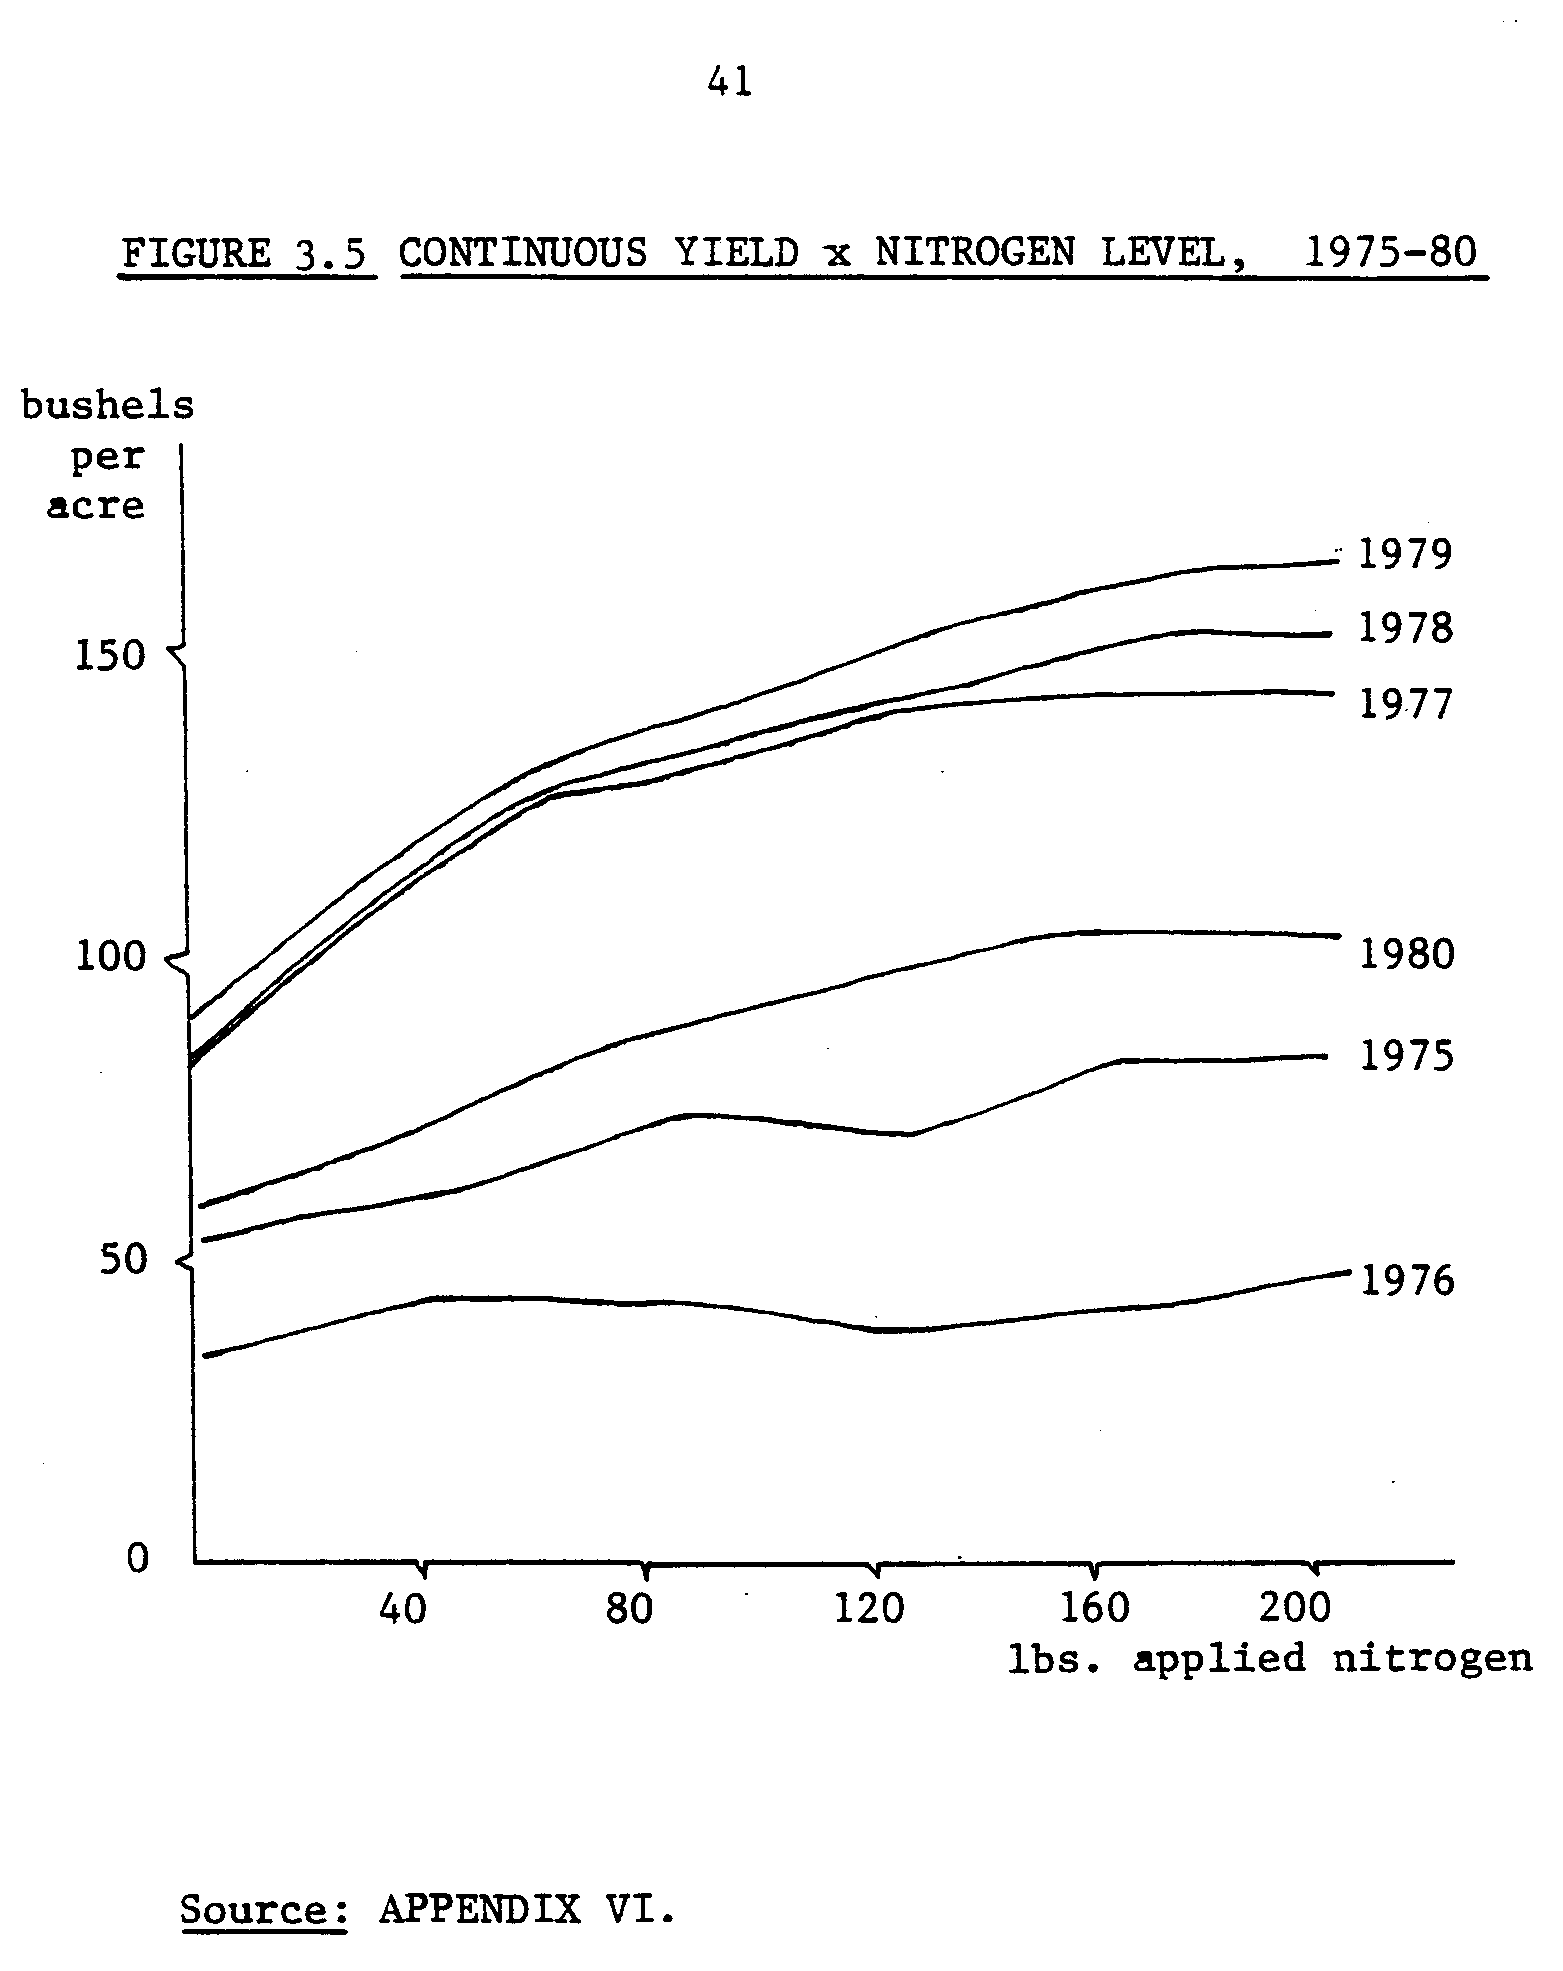 41
FIGURE 3.5 CONTINUOUS YIELD x NITROGEN LEVEL, 1975-80
bushels
per
acre
1979
1978
150
1977
100
1980
1975
50
1976
0
40 80 120 160 200
lbs. applied nitrogen
Source: APPENDIX VI.